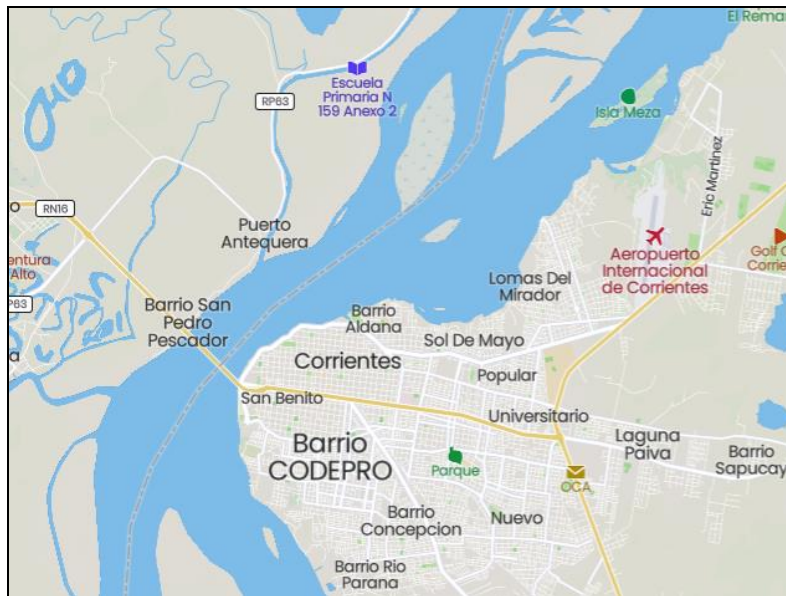 El Rema
Isla Meza
Escuela
Primaria N
159 Anexo 2
RP63
Eric Martinez
RN16
Puerto
Antequera
Aeropuerto
Internacional
de Corrientes
Golf C
Corrie
entura
Alto
P63
Lomas Del
Mirador
Barrio San
Pedro
Pescador
Barrio
Aldana
Sol De Mayo
Corrientes
Popular
San Benito
Universitario
Barrio
CODEPRO
Laguna
Paiva
Barrio
Sapucay
Parque
OCA
Barrio
Concepcion
Nuevo
Barrio Rio
Parana